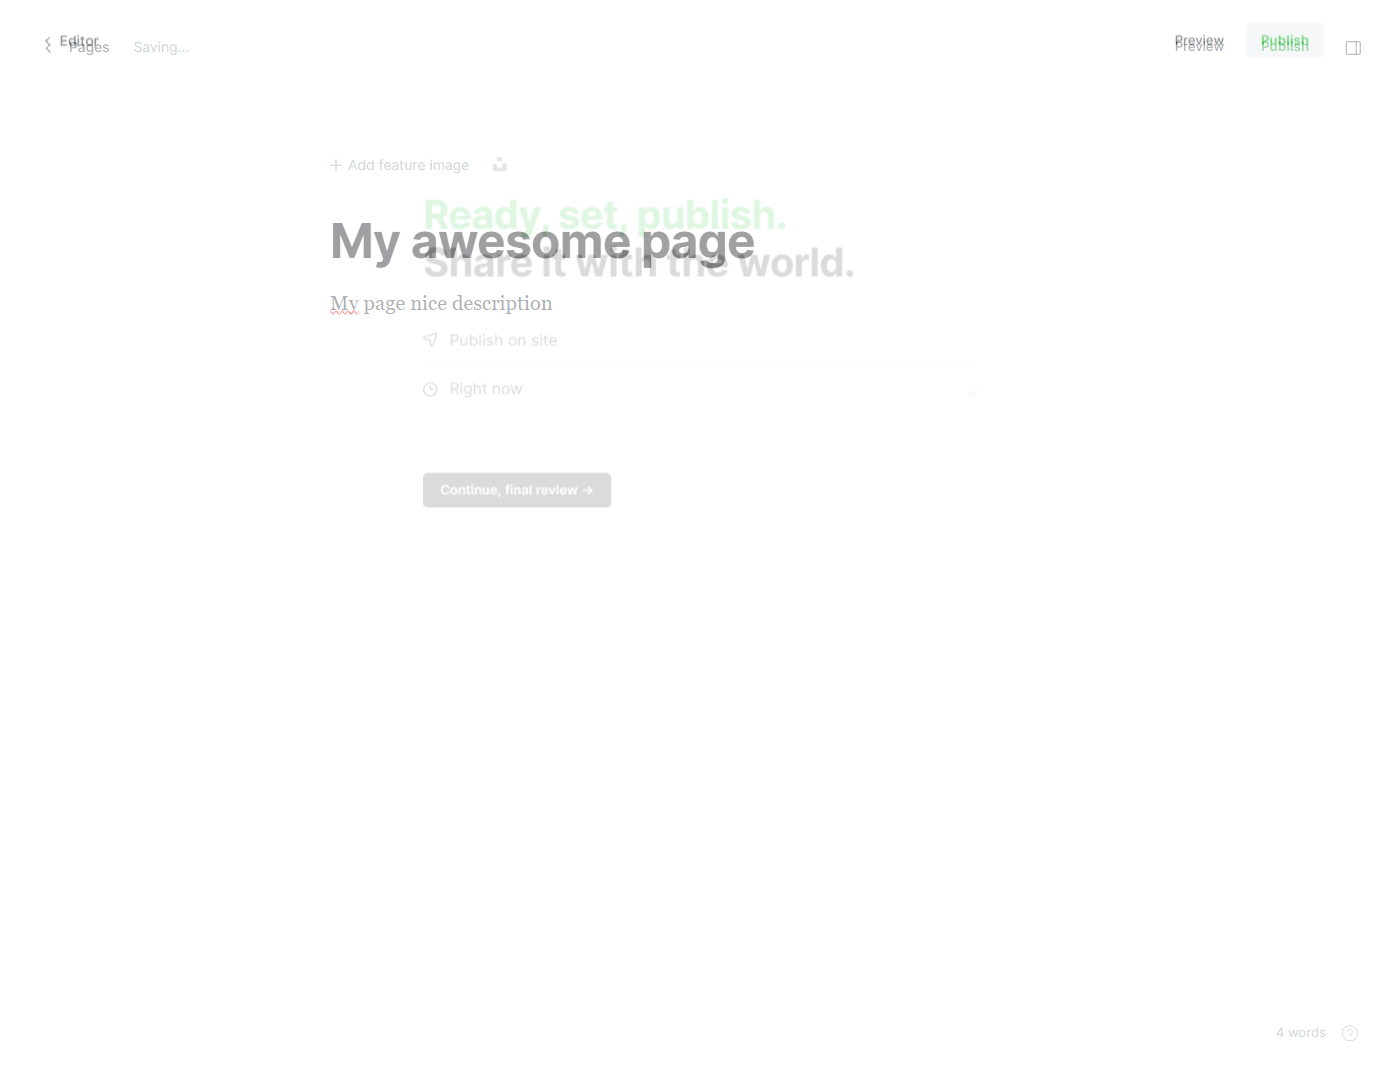 Editor
Pages Saving...
Preview Publish
Preview Publish
Add feature image
Ready, set, publish.
My awesome page
Share it with the world.
My page nice description
Publish on site
Right now
Continue, final review →
4 words